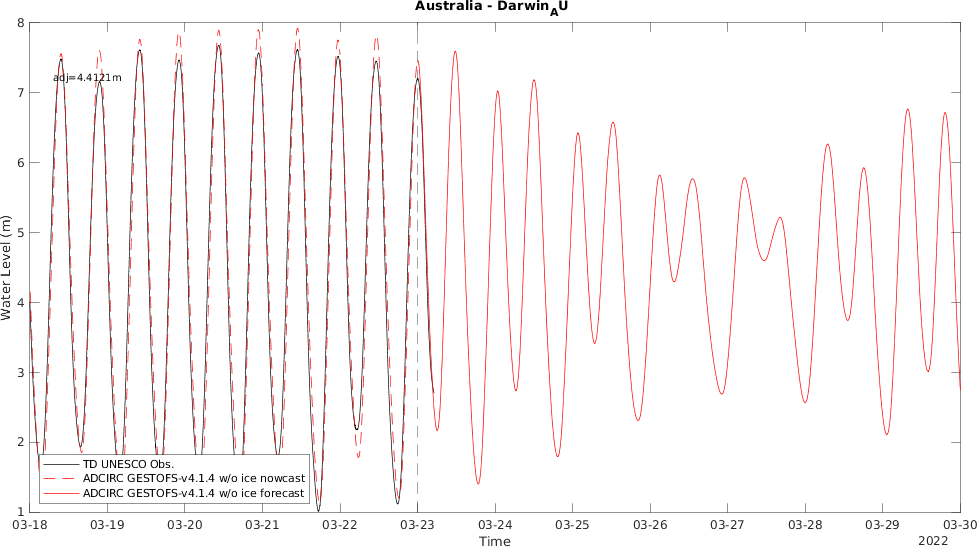 Australia - Darwin_AU
8
7
6
5
4
3
2
1
Water Level (m)
adj=4.4121m
TD UNESCO Obs.
ADCIRC GESTOFS-v4.1.4 w/o ice nowcast
ADCIRC GESTOFS-v4.1.4 w/o ice forecast
03-18 03-19 03-20 03-21 03-22 03-23 03-24 03-25 03-26 03-27 03-28 03-29 03-30
Time
2022